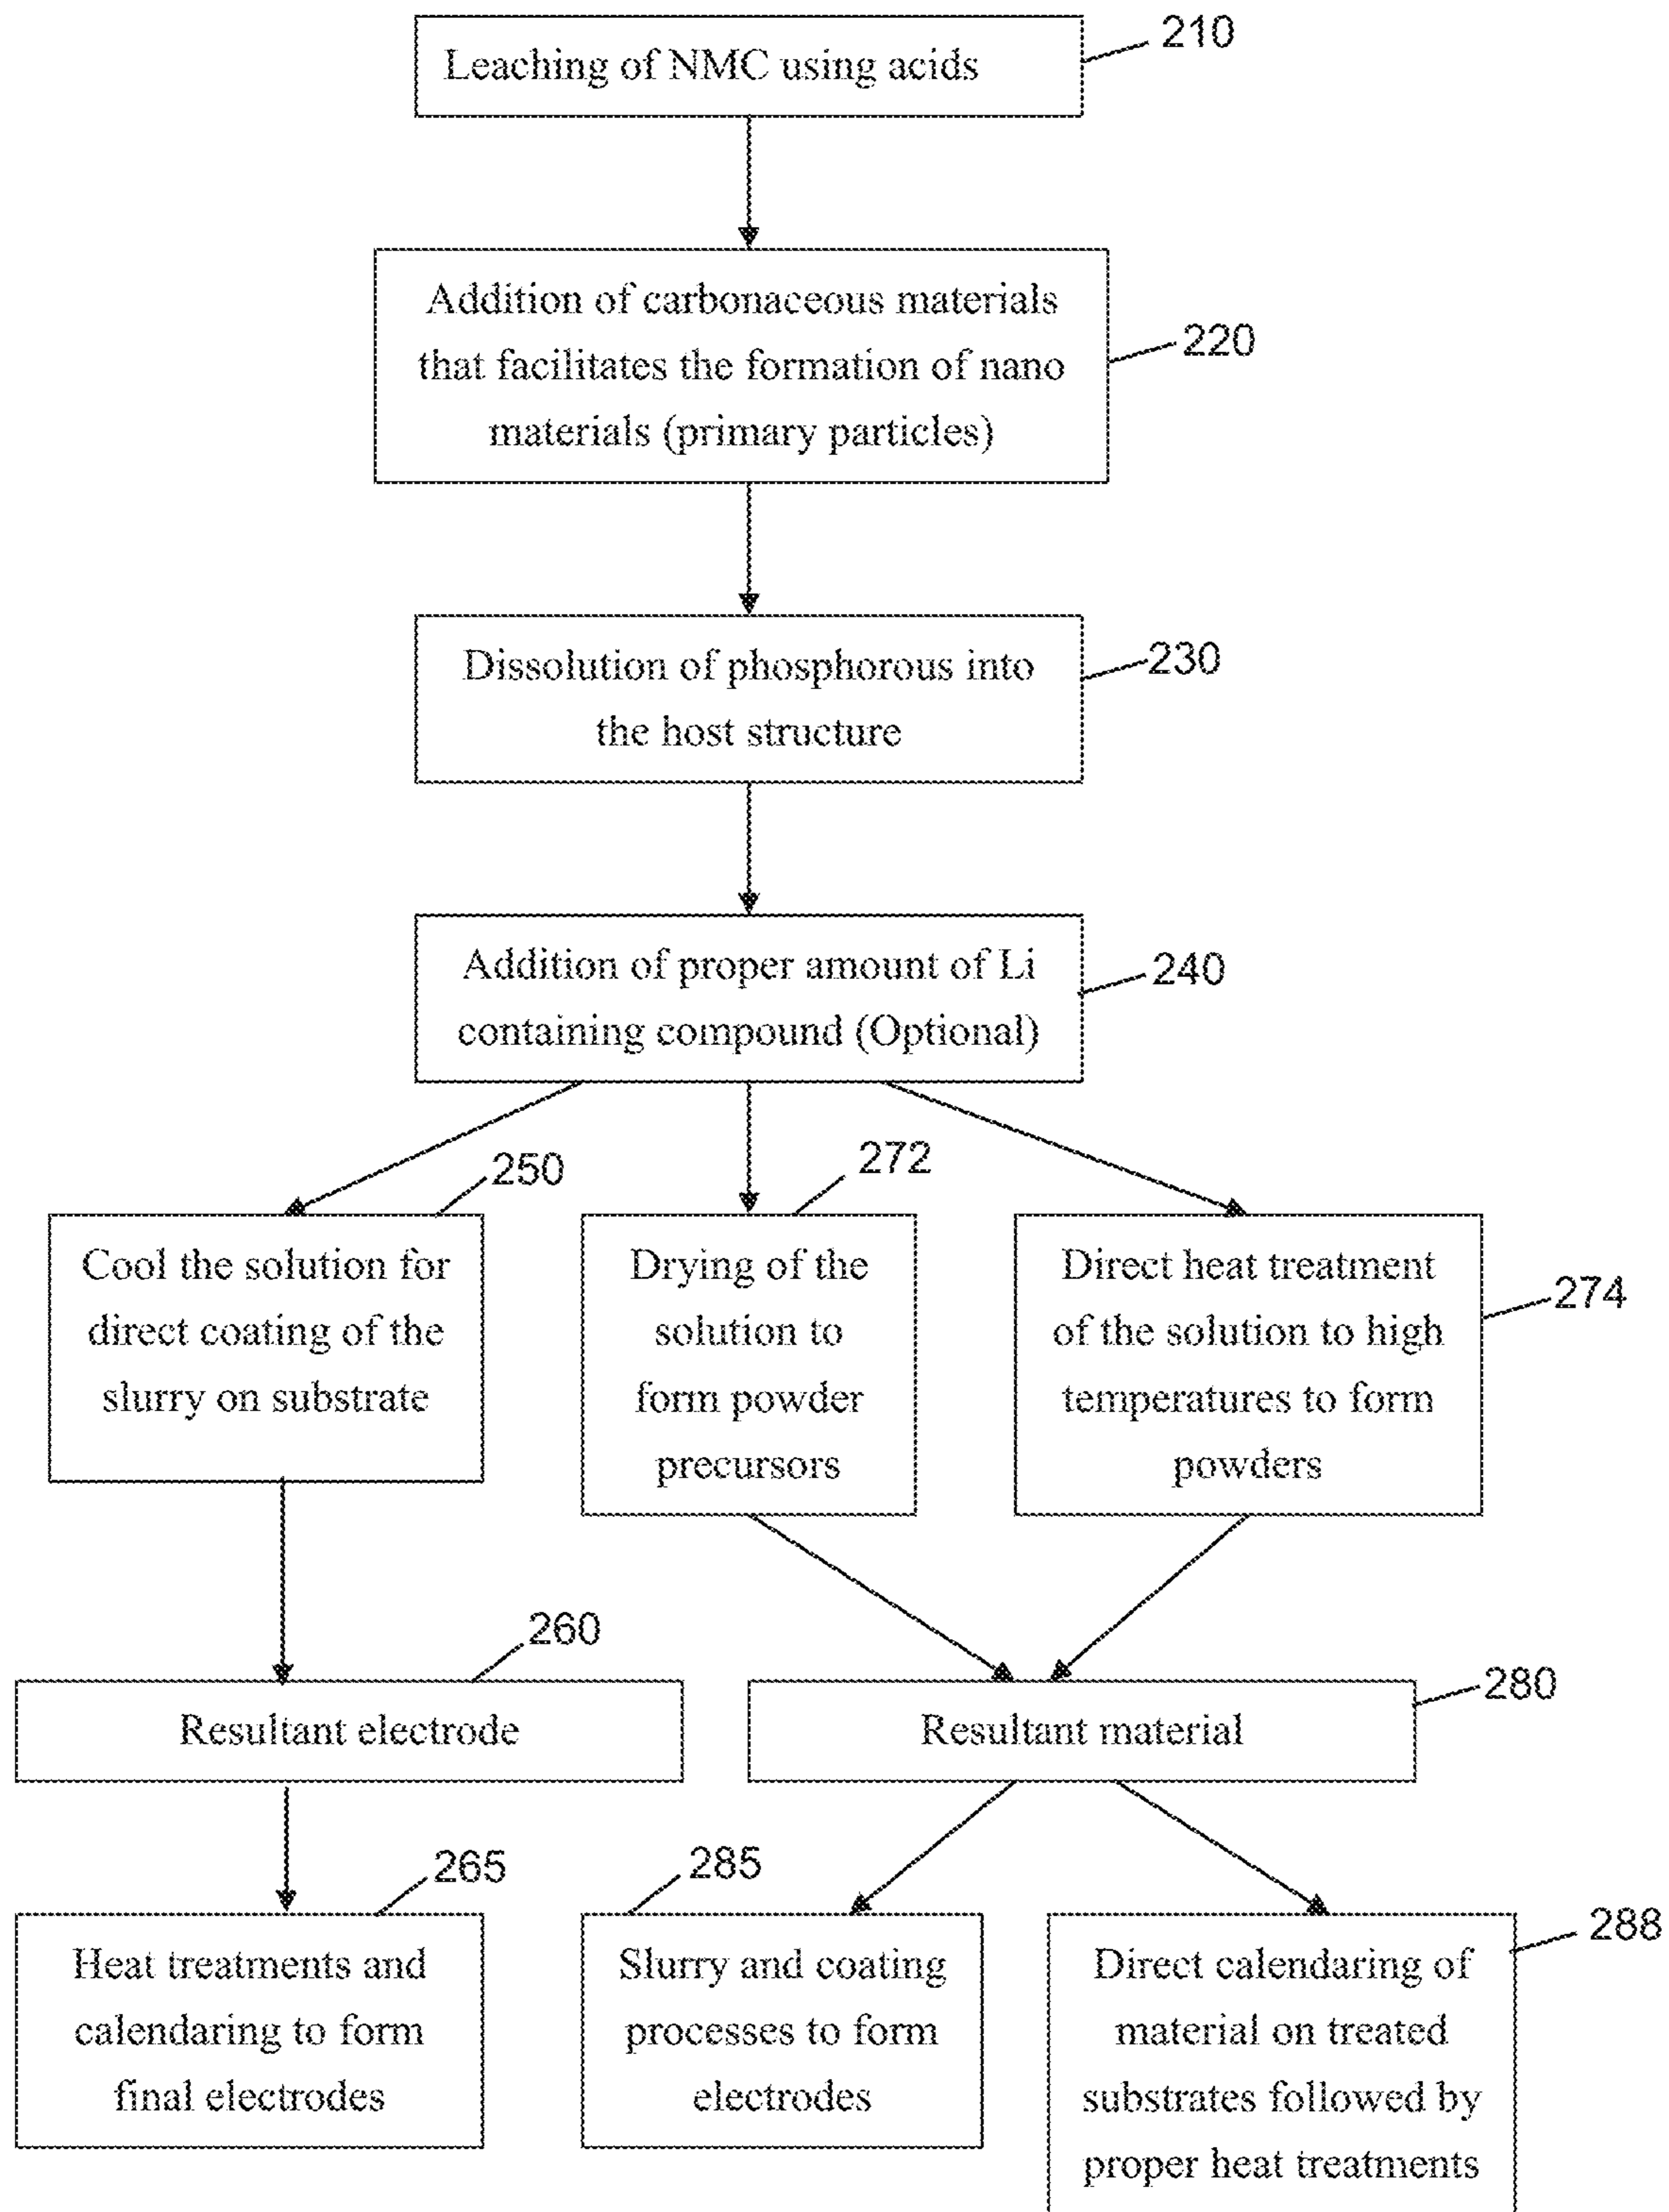 210
Leaching of NMC using acids
Addition of carbonaceous materials
that facilitates the formation of nano
materials (primary particles)
220
Dissolution of phosphorous into
the host structure
230
Addition of proper amount of Li
containing compound (Optional)
240
250
Cool the solution for
direct coating of the
slurry on substrate
272
Drying of the
solution to
form powder
precursors
Direct heat treatment
of the solution to high
temperatures to form
powders
274
260
Resultant electrode
Resultant material
280
265
Heat treatments and
calendaring to form
final electrodes
285
Slurry and coating
processes to form
electrodes
288
Direct calendaring of
material on treated
substrates followed by
proper heat treatments